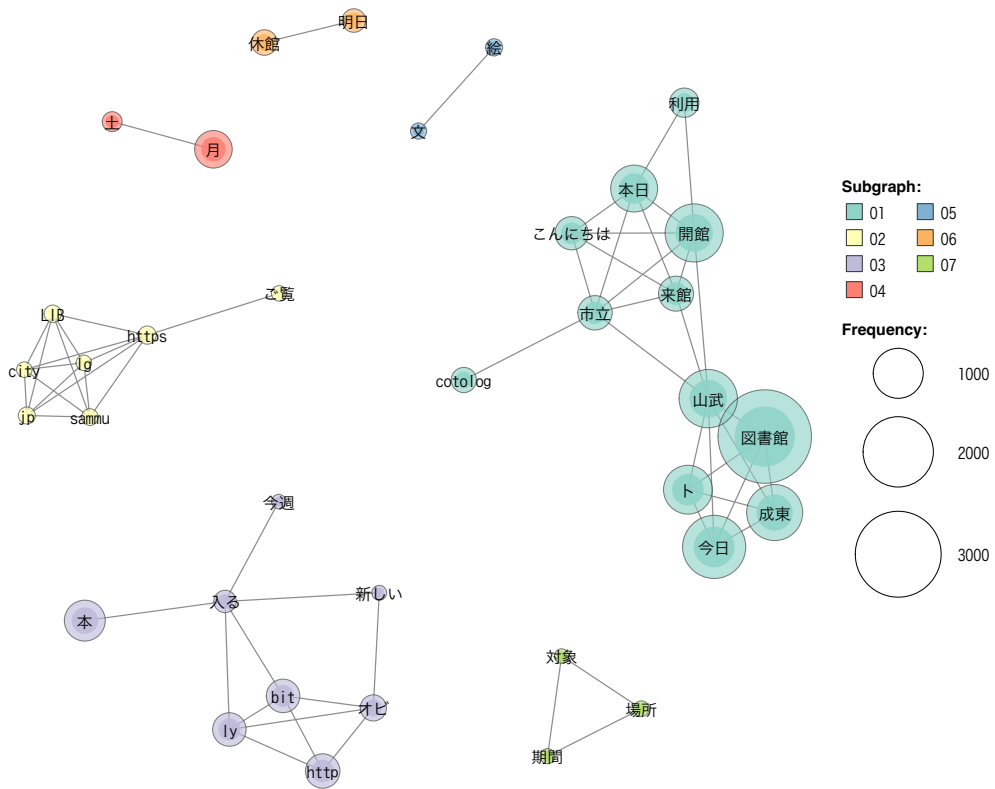 明日
休館
絵
文
土
月
利用
本日
こんにちは
開館
来館
市立
cotolog
山武
図書館
ト
成東
今日
ご覧
LIB
https
city
lg
jp
sammu
今週
入る
新しい
本
bit
オビ
ly
http
対象
場所
期間
Subgraph:
01
02
03
04
05
06
07
Frequency:
1000
2000
3000